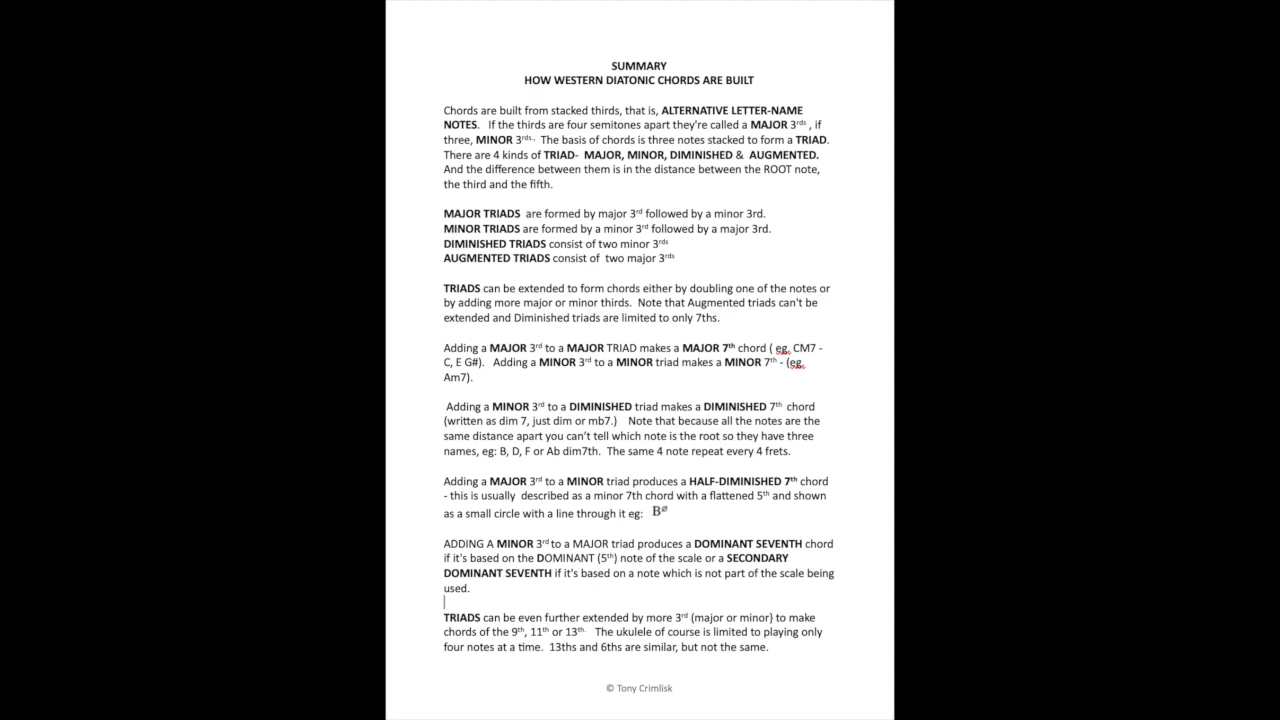 SUMMARY
HOW WESTERN DIATONIC CHORDS ARE BUILT
Chords are built from stacked thirds, that is, ALTERNATIVE LETTER-NAME
NOTES. If the thirds are four semitones apart they're called a MAJOR 3rds , if
three, MINOR 3rds.. The basis of chords is three notes stacked to form a TRIAD.
There are 4 kinds of TRIAD- MAJOR, MINOR, DIMINISHED & AUGMENTED.
And the difference between them is in the distance between the ROOT note,
the third and the fifth.
MAJOR TRIADS are formed by major 3rd followed by a minor 3rd.
MINOR TRIADS are formed by a minor 3rd followed by a major 3rd.
DIMINISHED TRIADS consist of two minor 3rds
AUGMENTED TRIADS consist of two major 3rds
TRIADS can be extended to form chords either by doubling one of the notes or
by adding more major or minor thirds. Note that Augmented triads can't be
extended and Diminished triads are limited to only 7ths.
Adding a MAJOR 3rd to a MAJOR TRIAD makes a MAJOR 7th chord ( eg. CM7 -
C, E G#). Adding a MINOR 3rd to a MINOR triad makes a MINOR 7th - (eg.
Am7).
Adding a MINOR 3rd to a DIMINISHED triad makes a DIMINISHED 7th chord
(written as dim 7, just dim or mb7.) Note that because all the notes are the
same distance apart you can’t tell which note is the root so they have three
names, eg: B, D, F or Ab dim7th. The same 4 note repeat every 4 frets.
Adding a MAJOR 3rd to a MINOR triad produces a HALF-DIMINISHED 7th chord
- this is usually described as a minor 7th chord with a flattened 5th and shown
as a small circle with a line through it eg: Bø
ADDING A MINOR 3rd to a MAJOR triad produces a DOMINANT SEVENTH chord
if it's based on the DOMINANT (5th) note of the scale or a SECONDARY
DOMINANT SEVENTH if it's based on a note which is not part of the scale being
used.
TRIADS can be even further extended by more 3rd (major or minor} to make
chords of the 9th, 11th or 13th. The ukulele of course is limited to playing only
four notes at a time. 13ths and 6ths are similar, but not the same.
© Tony Crimlisk